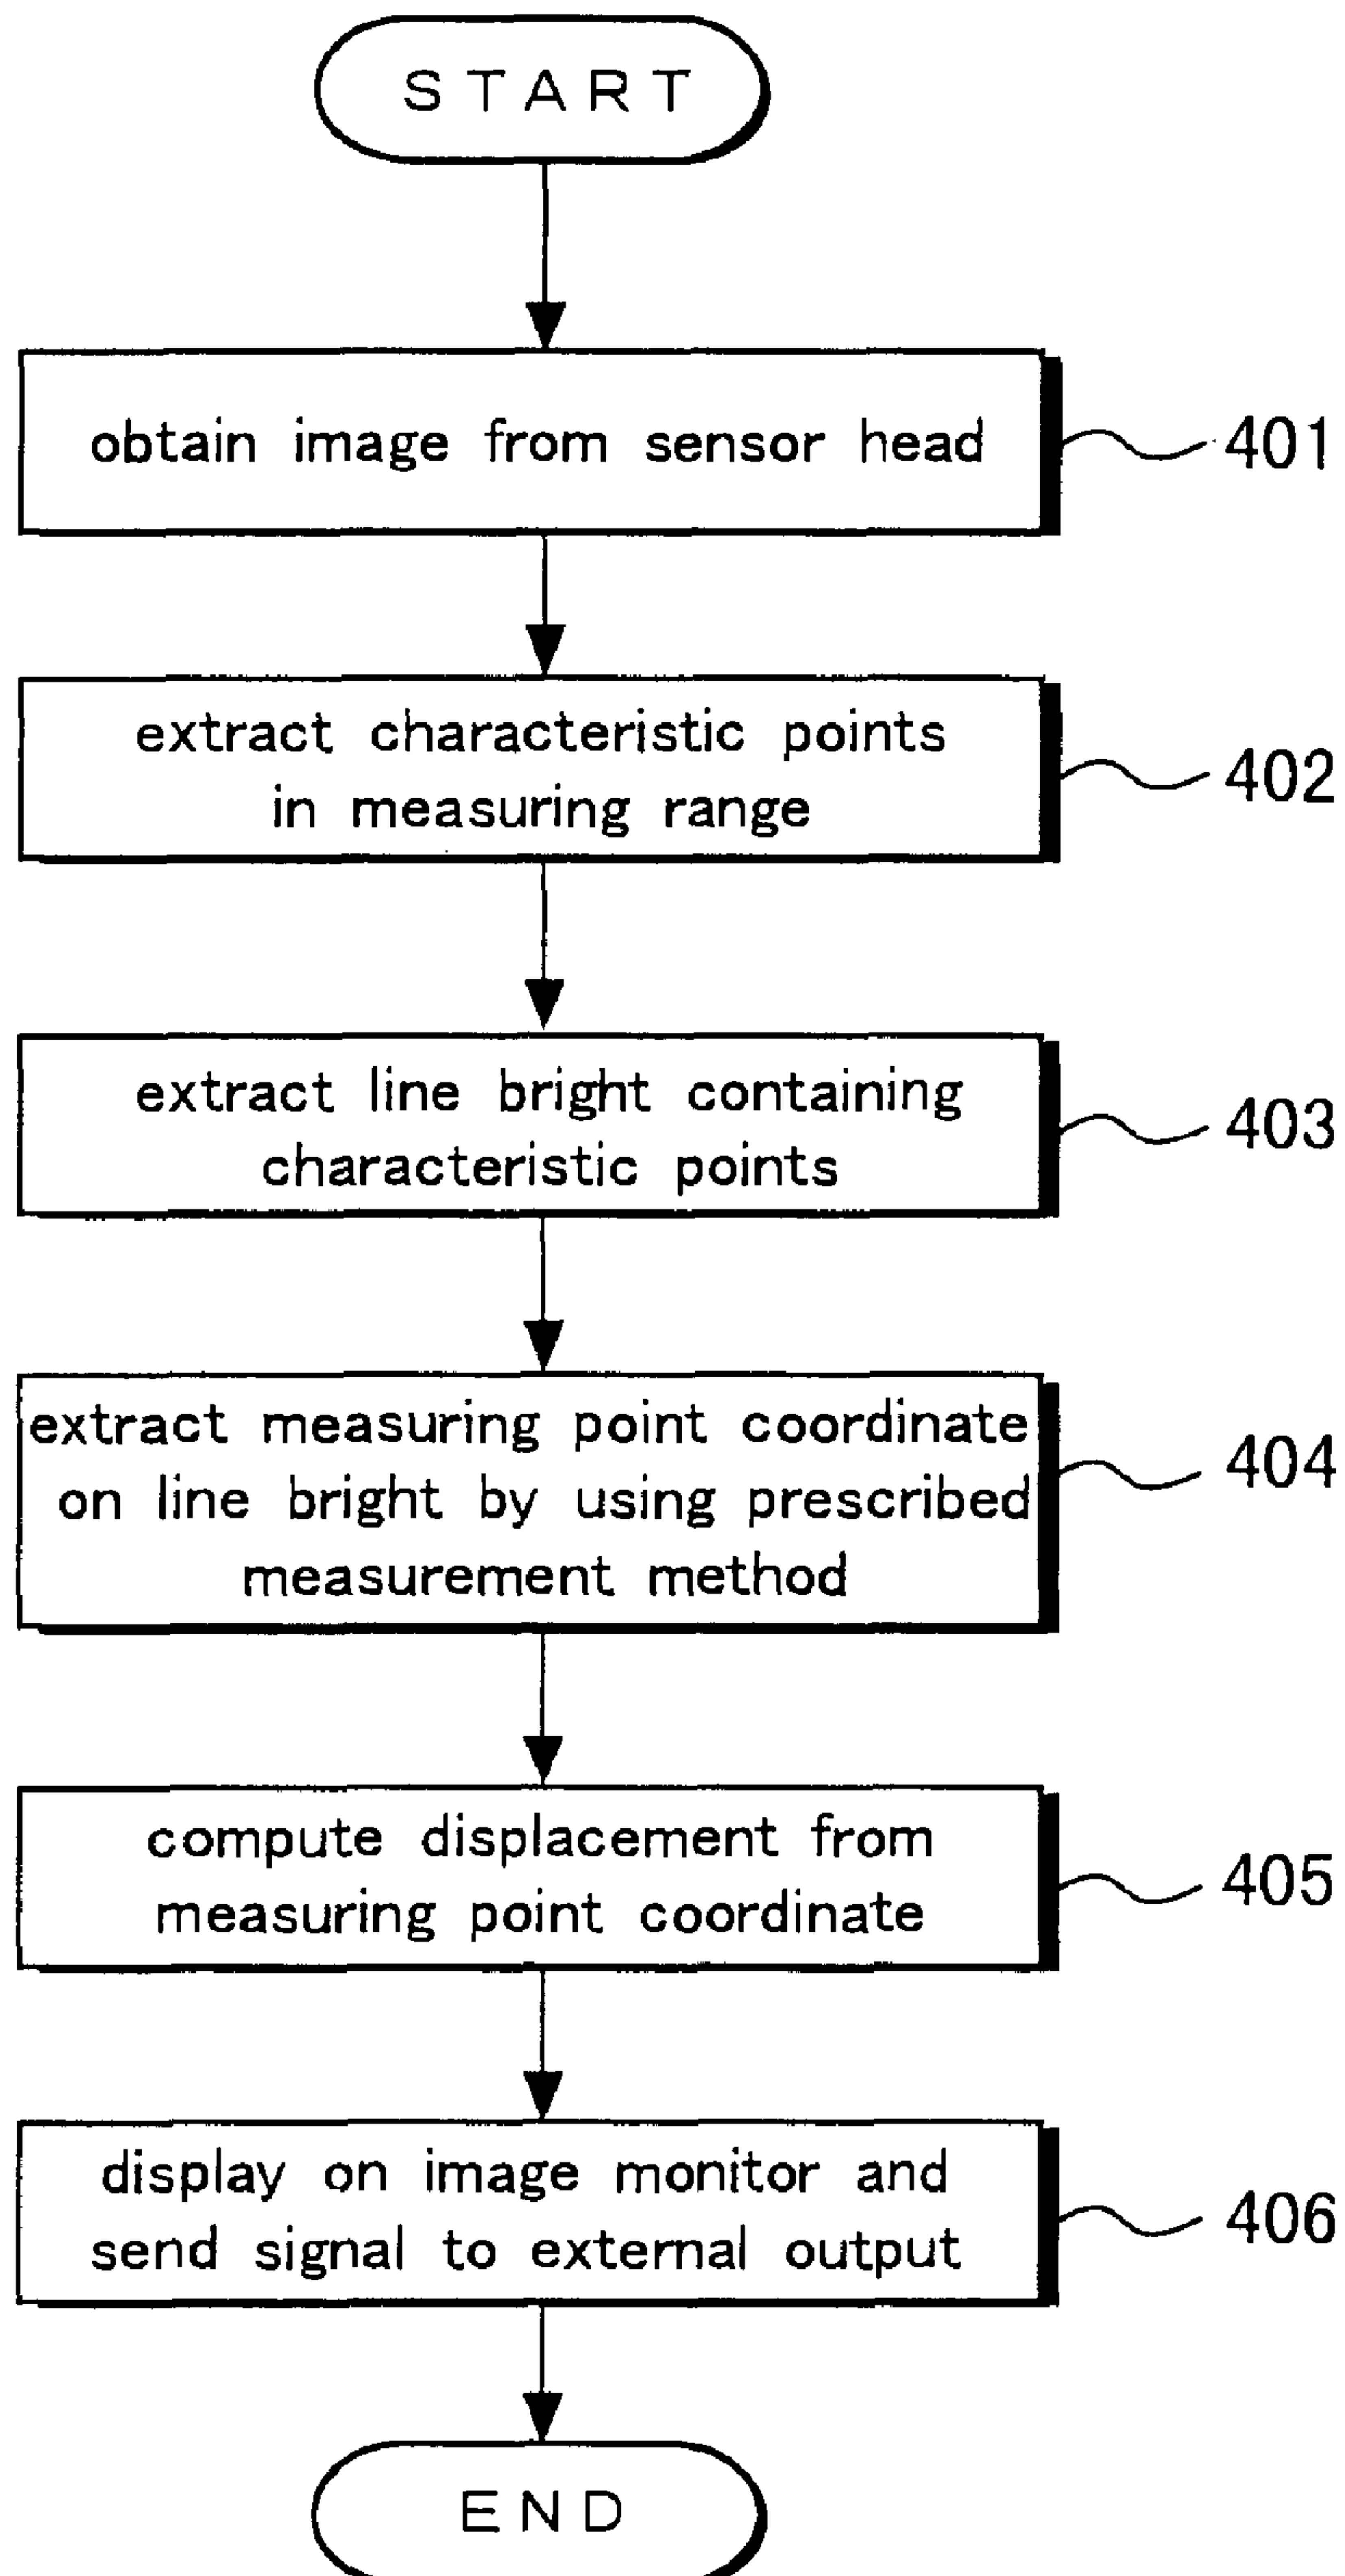 START
obtain image from sensor head
401
extract characteristic points
in measuring range
402
extract line bright containing
characteristic points
403
extract measuring point coordinate
on line bright by using prescribed
measurement method
404
compute displacement from
measuring point coordinate
405
display on image monitor and
send signal to external output
406
END